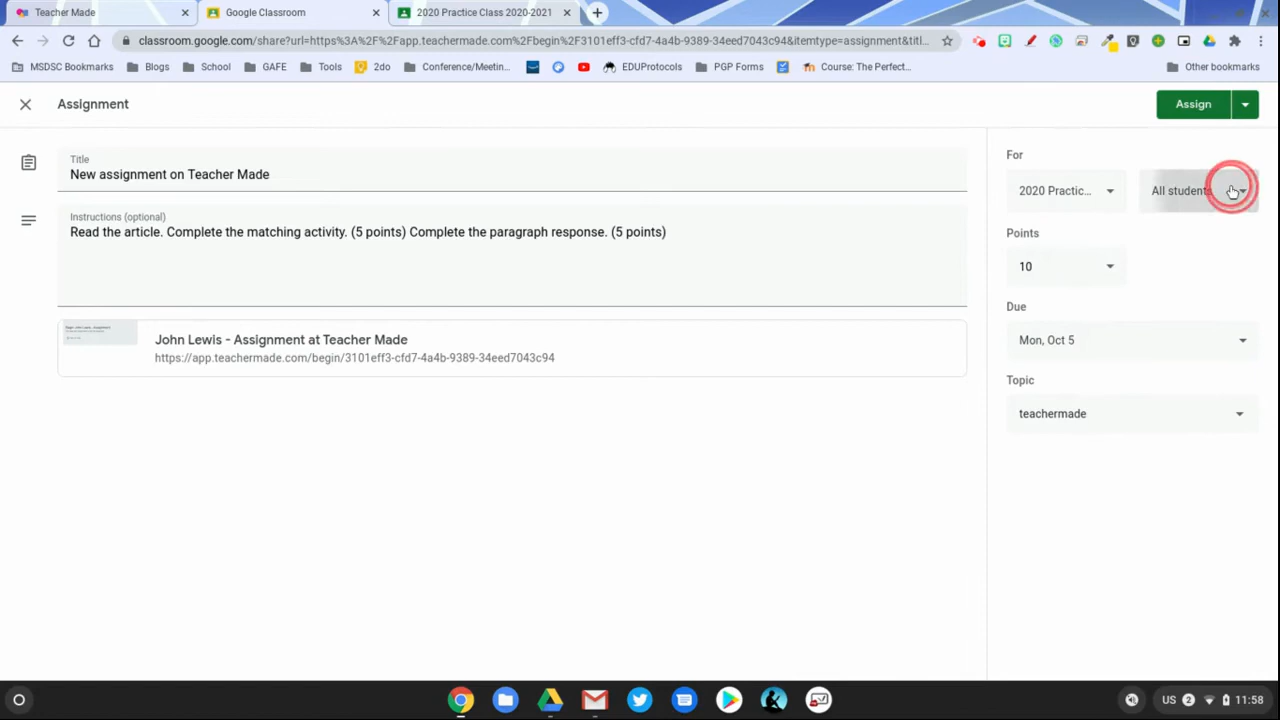 Teacher Made
Google Classroom
2020 Practice Class 2020-2021
classroom.google.com/share?url=https%3A%2F%2Fapp.teachermade.com%2Fbegin%2F3101eff3-cfd7-4a4b-9389-34eed7043c94&itemtype=assignment&titl...
MSDSC Bookmarks
Blogs
School
GAFE
Tools
2do
Conference/Meetin...
EDUProtocols
PGP Forms
Course: The Perfect...
Other bookmarks
Assignment
Assign
Title
New assignment on Teacher Made
Instructions (optional)
Read the article. Complete the matching activity. (5 points) Complete the paragraph response. (5 points)
John Lewis - Assignment at Teacher Made
https://app.teachermade.com/begin/3101eff3-cfd7-4a4b-9389-34eed7043c94
For
2020 Practic...
All students
Points
10
Due
Mon, Oct 5
Topic
teachermade
US
2
11:58